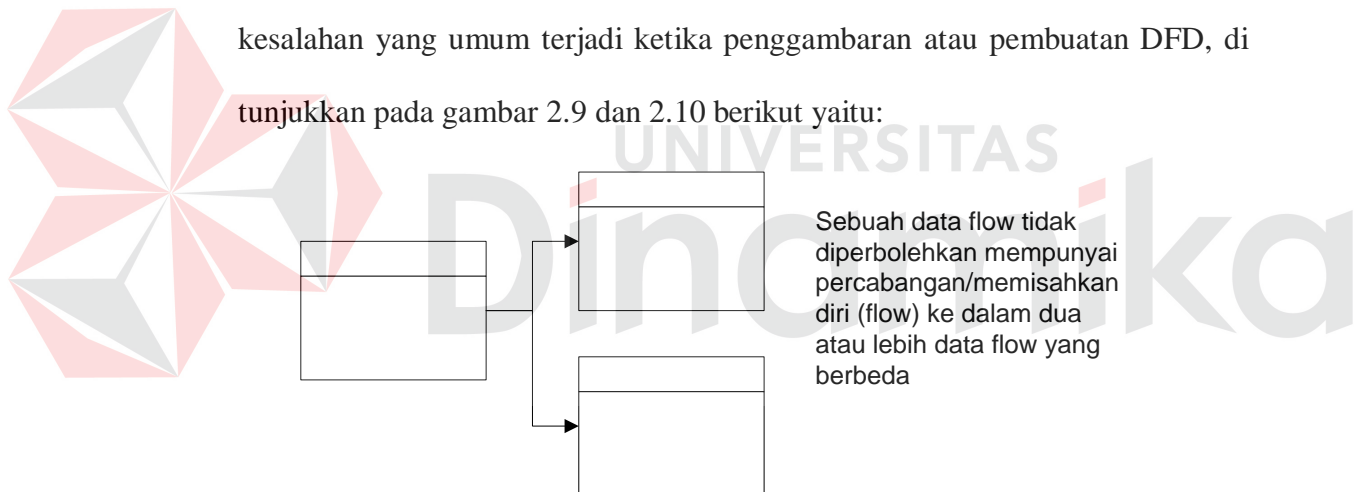 kesalahan yang umum terjadi ketika penggambaran atau pembuatan DFD, di
tunjukkan pada gambar 2.9 dan 2.10 berikut yaitu:
UNIVERSITAS
Dinamika
Sebuah data flow tidak
diperbolehkan mempunyai
percabangan/memisahkan
diri (flow) ke dalam dua
atau lebih data flow yang
berbeda